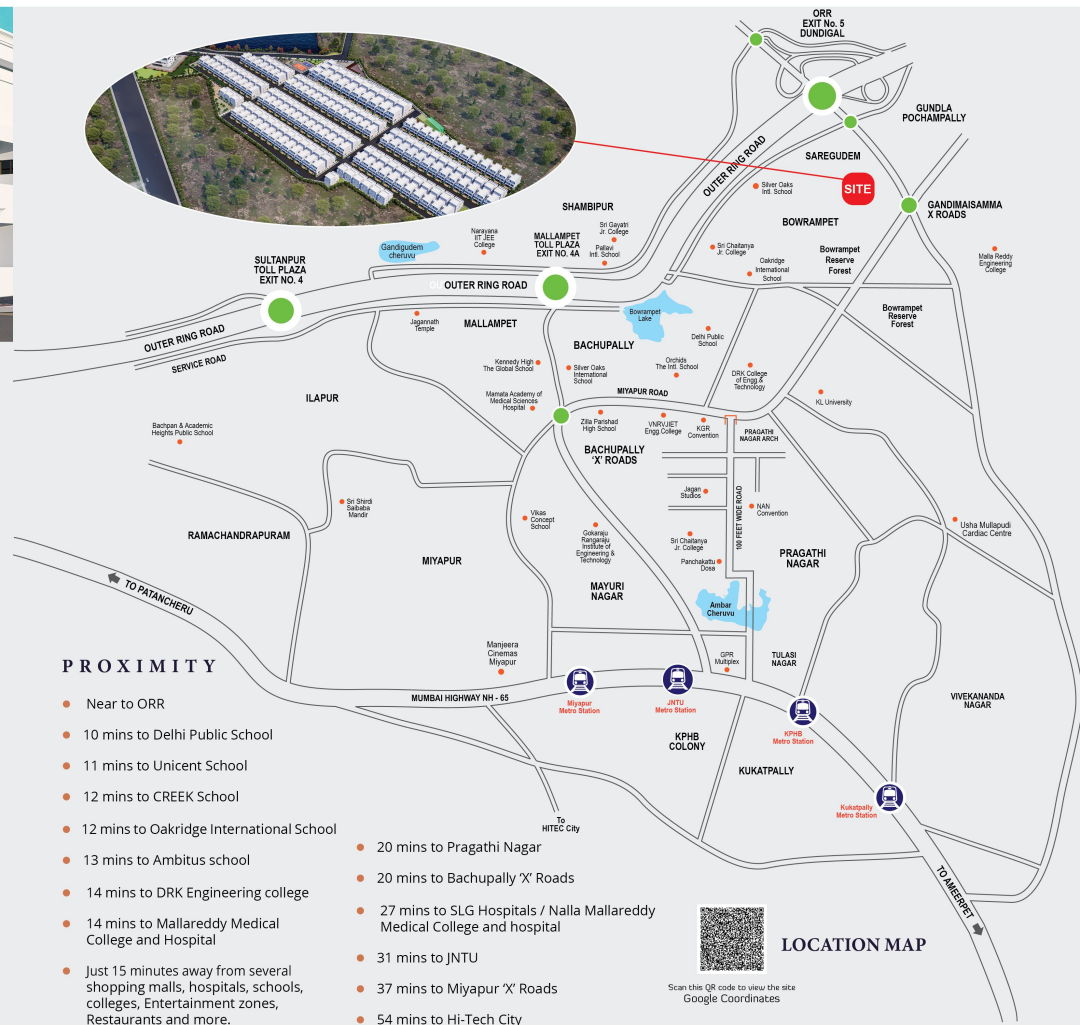 ORR
EXIT No. 5
DUNDIGAL
GUNDLA
POCHAMPALLY
SAREGUDEM
OUTER RING ROAD
SITE
Silver Oaks
Intl. School
GANDIMAISAMMA
X ROADS
SHAMBIPUR
BOWRAMPET
Sri Gayatri
Jr. College
Narayana
IIT JEE
College
MALLAMPET
TOLL PLAZA
EXIT NO. 4A
Pallavi
Intl. School
Gandigudem
cheruvu
Sri Chaitanya
Jr. College
Bowrampet
Reserve
Forest
Malla Reddy
Engineering
College
SULTANPUR
TOLL PLAZA
EXIT NO. 4
Oakridge
International
School
OUTER RING ROAD
Bowrampet
Lake
Bowrampet
Reserve
Forest
Jagannath
Temple
MALLAMPET
OUTER RING ROAD
SERVICE ROAD
BACHUPALLY
Delhi Public
School
Kennedy High
The Global School
Silver Oaks
International
School
Orchids
The Intl. School
DRK College
of Engg &
Technology
MIYAPUR ROAD
ILAPUR
Mamata Academy of
Medical Sciences
Hospital
KL University
Zilla Parishad
High School
VNRVJIET
Engg.College
KGR
Convention
PRAGATHI
NAGAR ARCH
Bachpan & Academic
Heights Public School
BACHUPALLY
‘X’ ROADS
Jagan
Studios
100 FEET WIDE ROAD
NAN
Convention
Sri Shirdi
Saibaba
Mandir
Vikas
Concept
School
Gokaraju
Rangaraju
Institute of
Engineering &
Technology
Sri Chaitanya
Jr. College
Usha Mullapudi
Cardiac Centre
RAMACHANDRAPURAM
MIYAPUR
Panchakattu
Dosa
PRAGATHI
NAGAR
MAYURI
NAGAR
TO PATANCHERU
Ambar
Cheruvu
Manjeera
Cinemas
Miyapur
GPR
Multiplex
TULASI
NAGAR
MUMBAI HIGHWAY NH - 65
Miyapur
Metro Station
JNTU
Metro Station
KPHB
Metro Station
VIVEKANANDA
NAGAR
KPHB
COLONY
KUKATPALLY
Kukatpally
Metro Station
To
HITEC City
TO AMEERPET
PROXIMITY
Near to ORR
10 mins to Delhi Public School
11 mins to Unicent School
12 mins to CREEK School
12 mins to Oakridge International School
13 mins to Ambitus school
14 mins to DRK Engineering college
14 mins to Mallareddy Medical
College and Hospital
Just 15 minutes away from several
shopping malls, hospitals, schools,
colleges, Entertainment zones,
Restaurants and more.
20 mins to Pragathi Nagar
20 mins to Bachupally ‘X’ Roads
27 mins to SLG Hospitals / Nalla Mallareddy
Medical College and hospital
31 mins to JNTU
37 mins to Miyapur ‘X’ Roads
54 mins to Hi-Tech City
LOCATION MAP
Scan this QR code to view the site
Google Coordinates